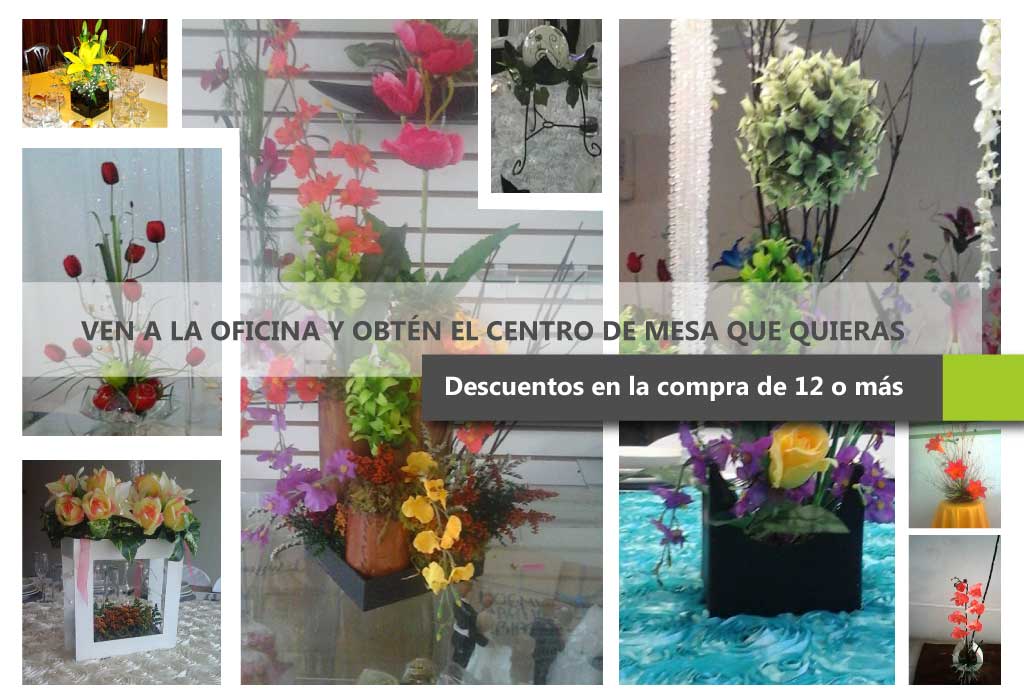 VEN A LA OFICINA Y OBTÉN EL CENTRO DE MESA QUE QUIERAS
Descuentos en la compra de 12 o más